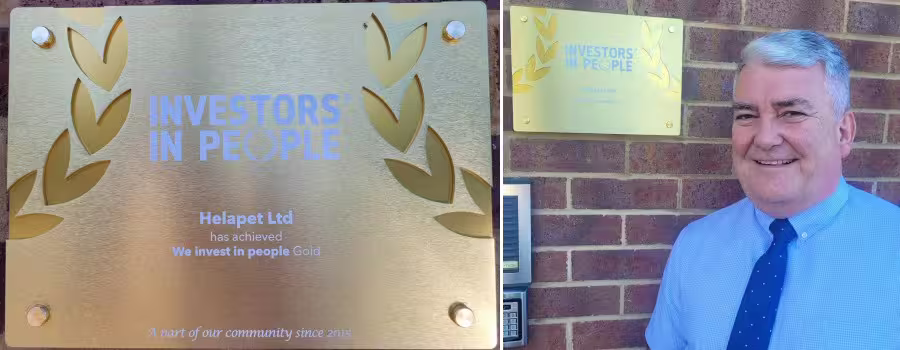 INVESTORS
IN PEOPLE
Helapet Ltd
has achieved
We invest in people Gold
A part of our community since
INVESTORS
IN PEOPLE